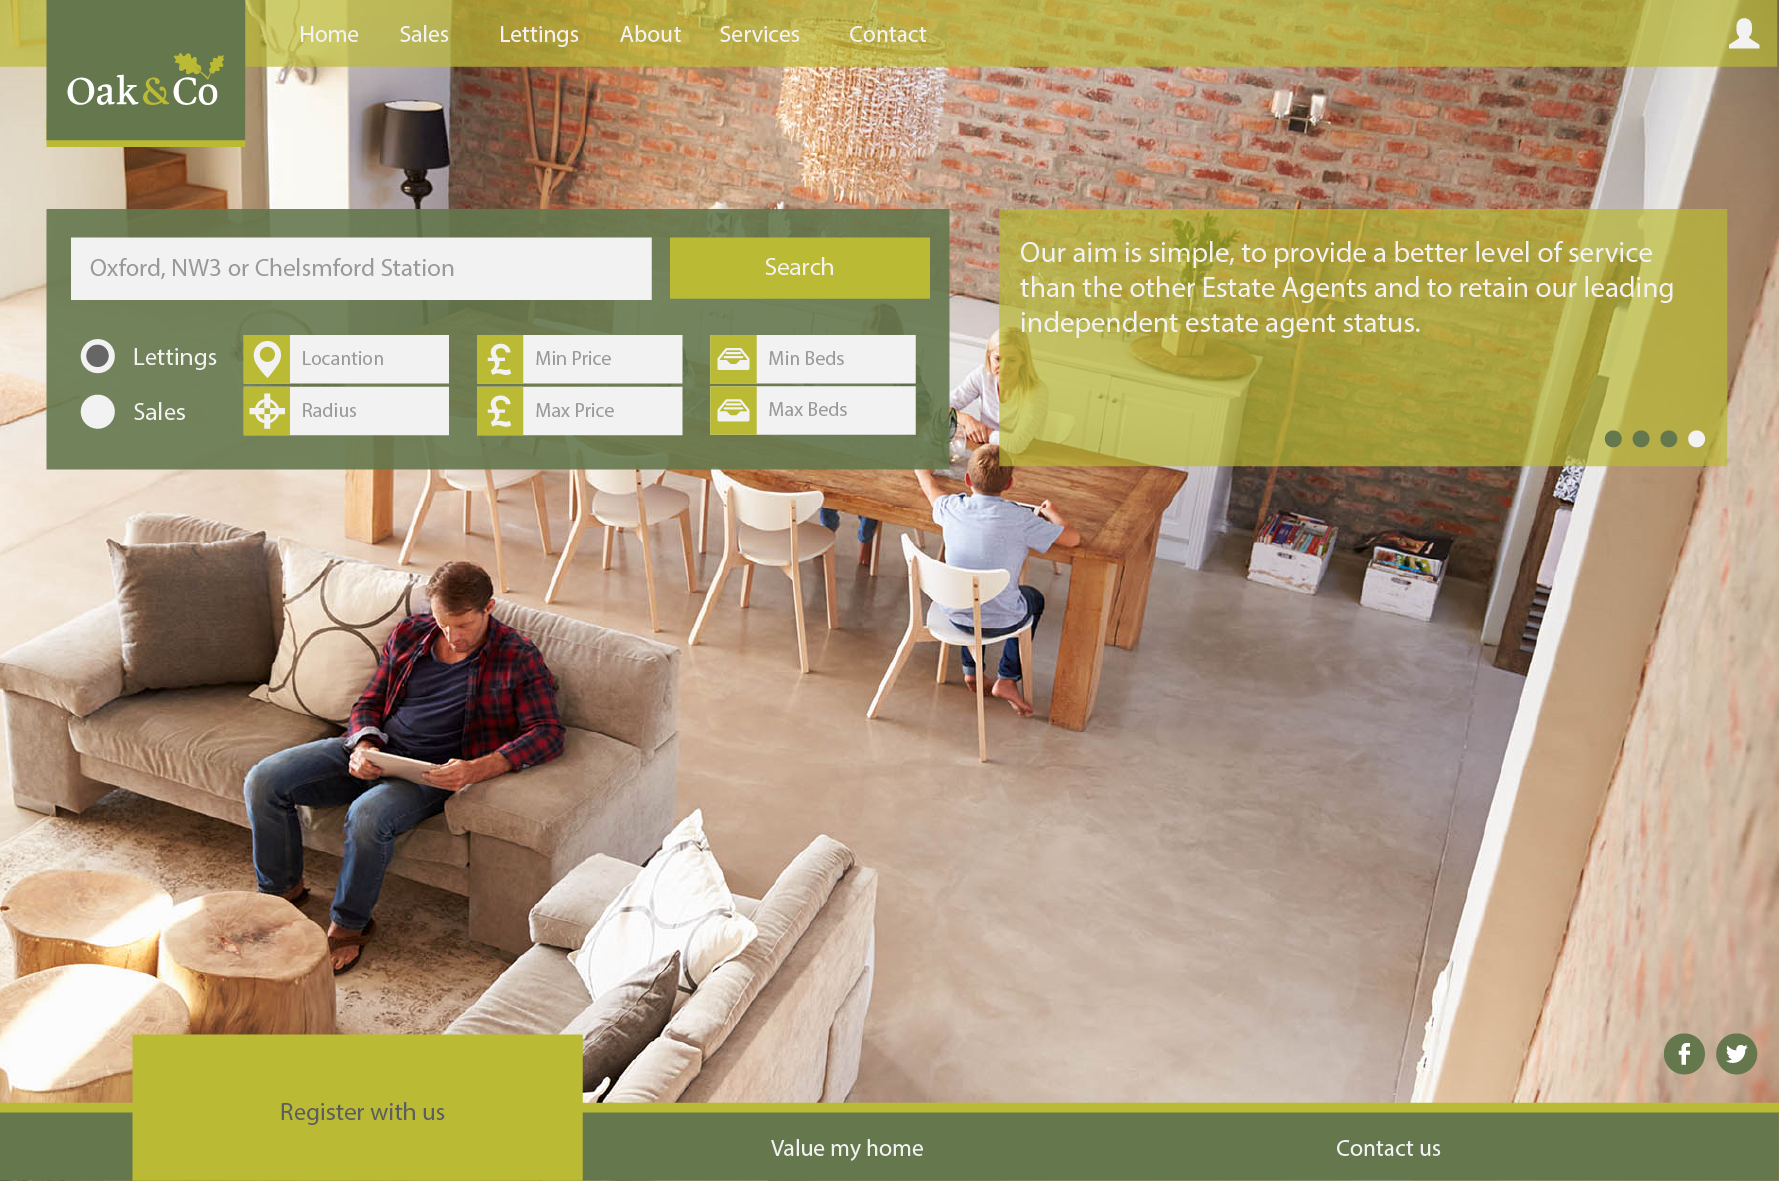 Home Sales Lettings About Services Contact
Oak&Co
Oxford, NW3 or Chelsmford Station
Search
Lettings
Sales
Locantion
Radius
£ Min Price
£ Max Price
Min Beds
Max Beds
Our aim is simple, to provide a better level of service
than the other Estate Agents and to retain our leading
independent estate agent status.
Register with us
Value my home
Contact us